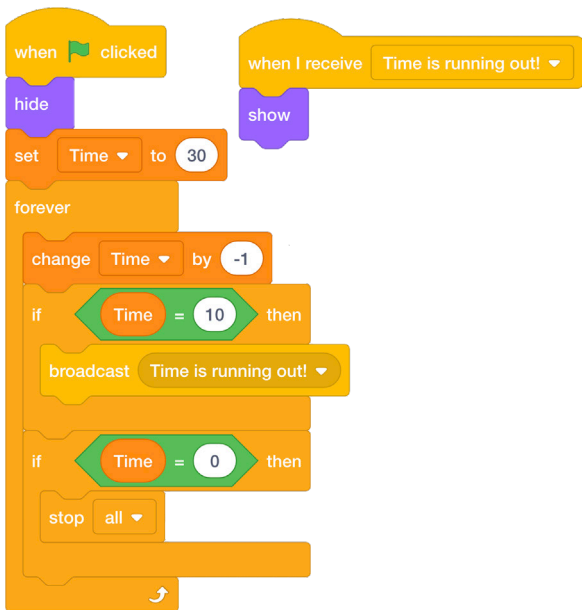 when clicked
hide
set Time to 30
forever
change Time by -1
if Time = 10 then
broadcast Time is running out!
if Time = 0 then
stop all
when I receive Time is running out!
show